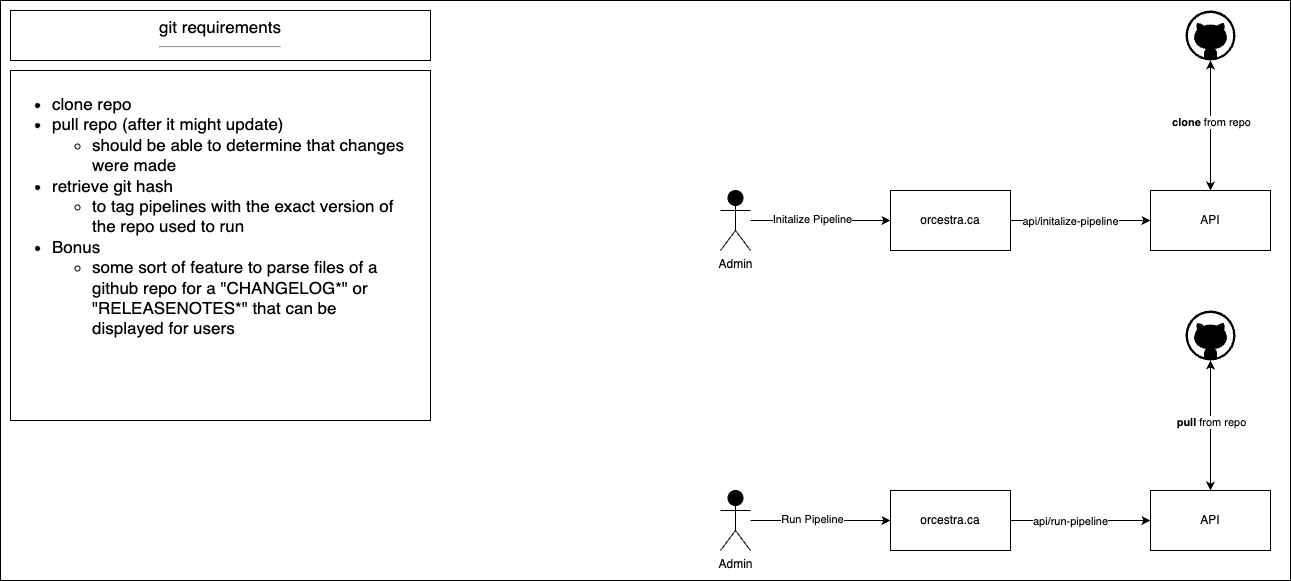 git requirements
clone repo
pull repo (after it might update)
should be able to determine that changes
were made
retrieve git hash
to tag pipelines with the exact version of
the repo used to run
Bonus
some sort of feature to parse files of a
github repo for a "CHANGELOG*" or
"RELEASENOTES*" that can be
displayed for users
clone from repo
Initalize Pipeline
orcestra.ca
api/initalize-pipeline
API
Admin
pull from repo
Run Pipeline
orcestra.ca
api/run-pipeline
API
Admin